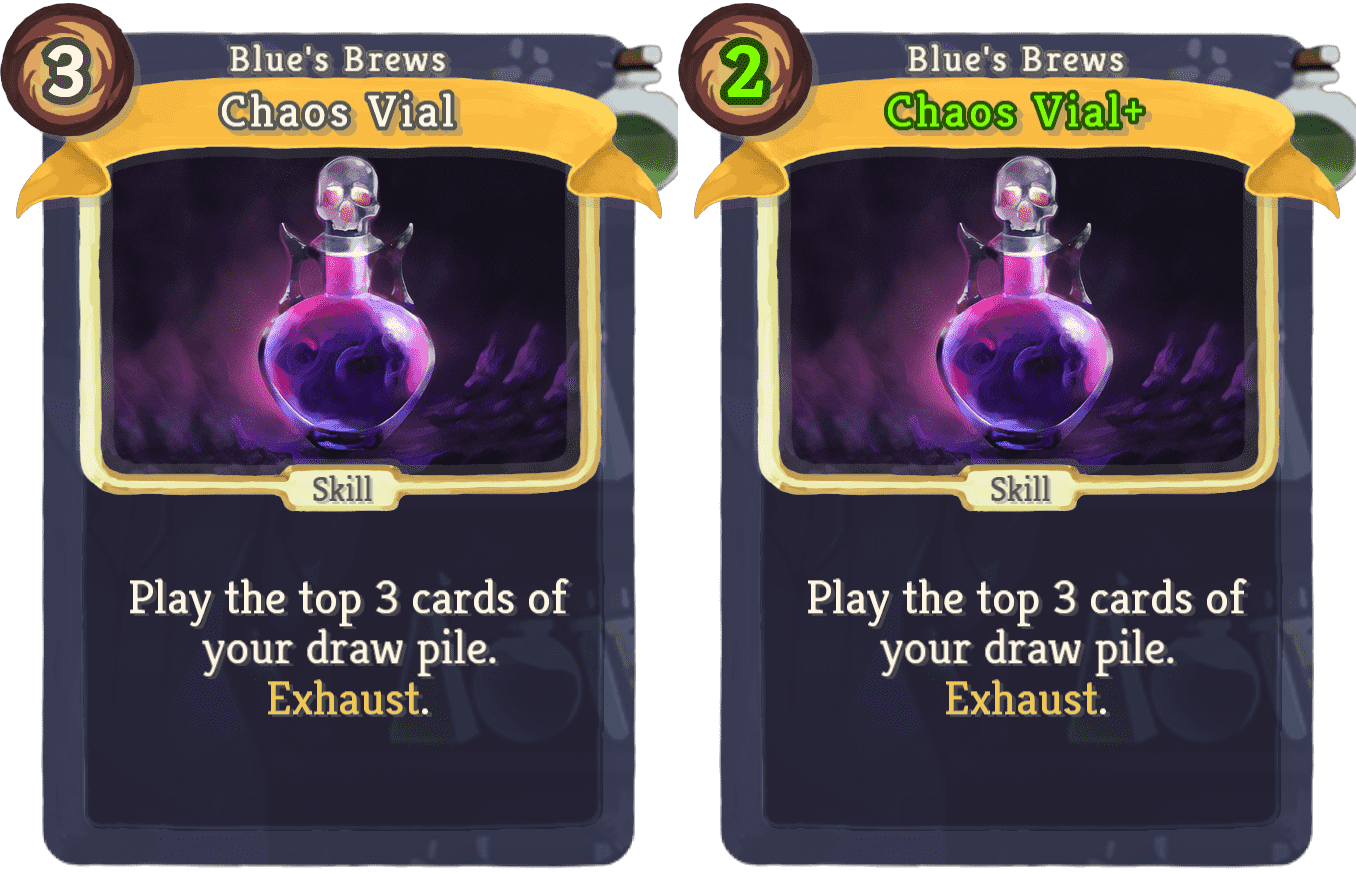 3
Blue's Brews
Chaos Vial
Skill
Play the top 3 cards of
your draw pile.
Exhaust.
2
Blue's Brews
Chaos Vial+
Skill
Play the top 3 cards of
your draw pile.
Exhaust.